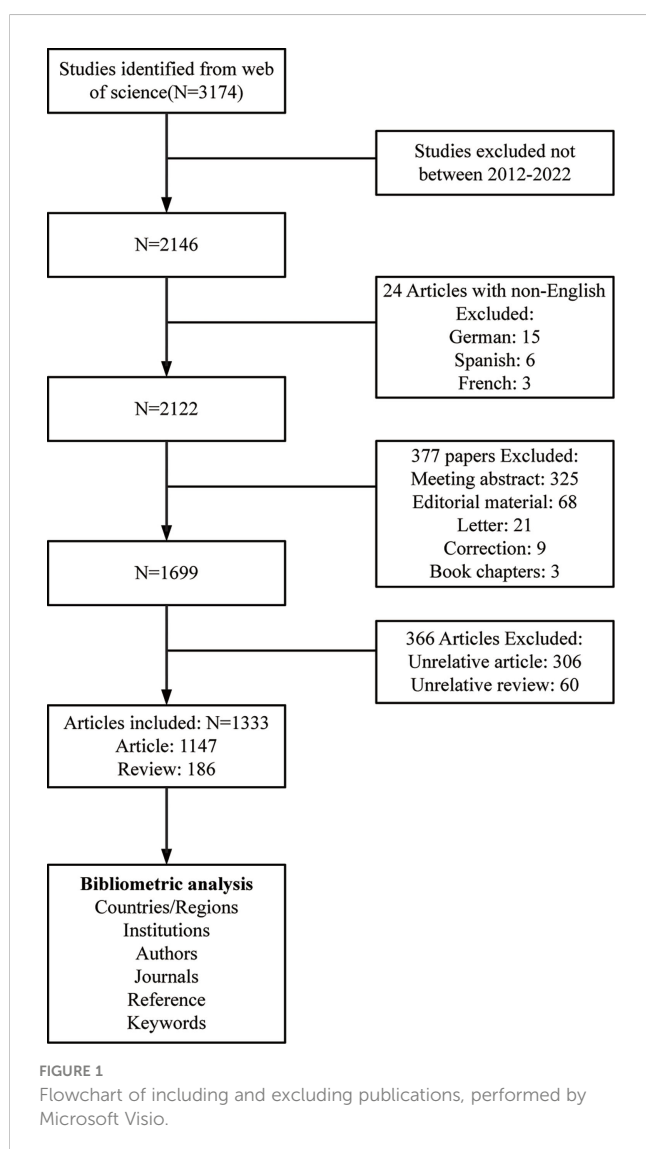 Studies identified from web
of science(N=3174)
Studies excluded not
between 2012-2022
N=2146
24 Articles with non-English
Excluded:
German: 15
Spanish: 6
French: 3
N=2122
377 papers Excluded:
Meeting abstract: 325
Editorial material: 68
Letter: 21
Correction: 9
Book chapters: 3
N=1699
366 Articles Excluded:
Unrelative article: 306
Unrelative review: 60
Articles included: N=1333
Article: 1147
Review: 186
Bibliometric analysis
Countries/Regions
Institutions
Authors
Journals
Reference
Keywords
FIGURE 1
Flowchart of including and excluding publications, performed by
Microsoft Visio.